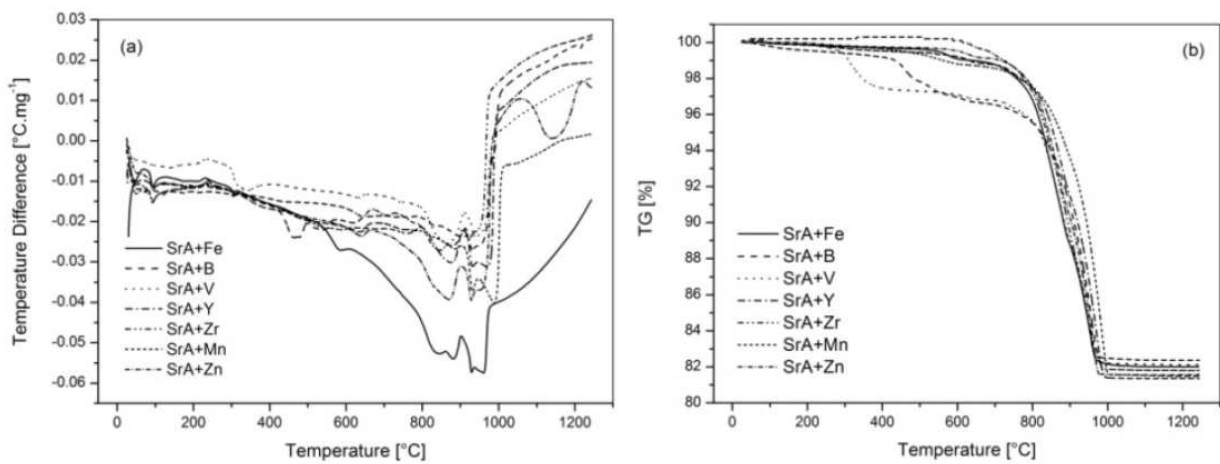 (a)
Temperature Difference [°C.mg⁻¹]
0.03
0.02
0.01
0.00
-0.01
-0.02
-0.03
-0.04
-0.05
-0.06
SrA+Fe
SrA+B
SrA+V
SrA+Y
SrA+Zr
SrA+Mn
SrA+Zn
0 200 400 600 800 1000 1200
Temperature [°C]
(b)
TG [%]
100
98
96
94
92
90
88
86
84
82
80
SrA+Fe
SrA+B
SrA+V
SrA+Y
SrA+Zr
SrA+Mn
SrA+Zn
0 200 400 600 800 1000 1200
Temperature [°C]